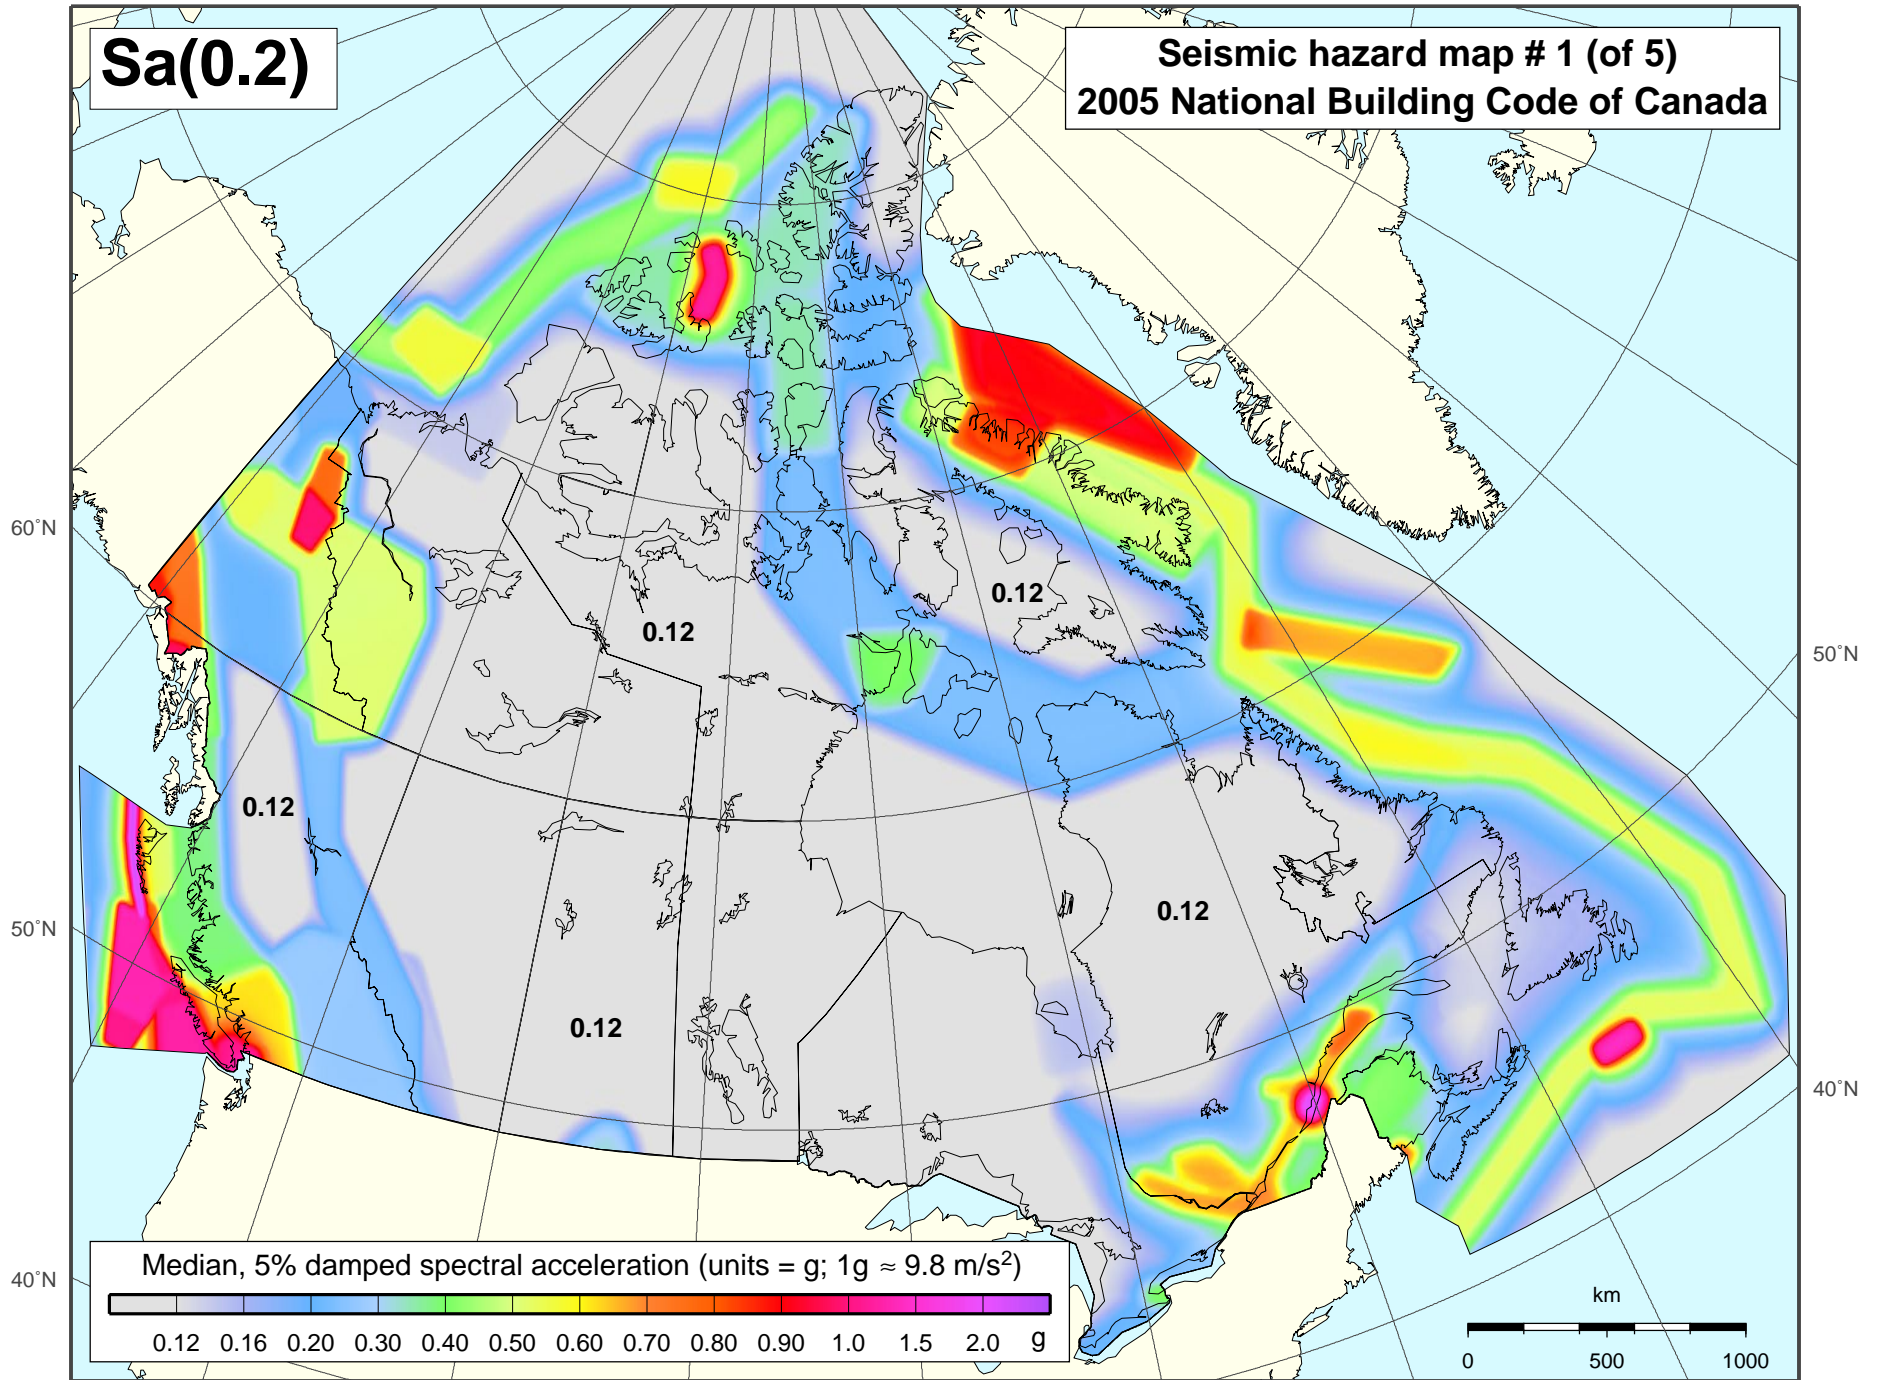 Sa(0.2)
Seismic hazard map # 1 (of 5)
2005 National Building Code of Canada
60°N
50°N
40°N
50°N
40°N
0.12
0.12
0.12
0.12
0.12
Median, 5% damped spectral acceleration (units = g; 1g ≈ 9.8 m/s²)
0.12 0.16 0.20 0.30 0.40 0.50 0.60 0.70 0.80 0.90 1.0 1.5 2.0 g
km
0 500 1000